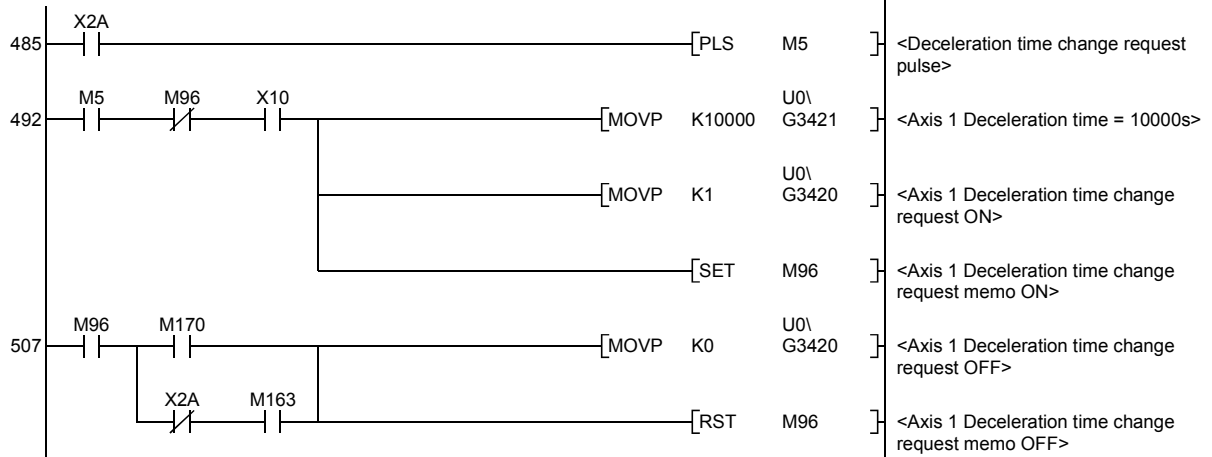 X2A
485 [PLS M5 ] <Deceleration time change request
pulse>
M5 M96 X10 U0\
492 [MOVP K10000 G3421 ] <Axis 1 Deceleration time = 10000s>
U0\
[MOVP K1 G3420 ] <Axis 1 Deceleration time change
request ON>
[SET M96 ] <Axis 1 Deceleration time change
request memo ON>
M96 M170 U0\
507 [MOVP K0 G3420 ] <Axis 1 Deceleration time change
request OFF>
X2A M163
[RST M96 ] <Axis 1 Deceleration time change
request memo OFF>